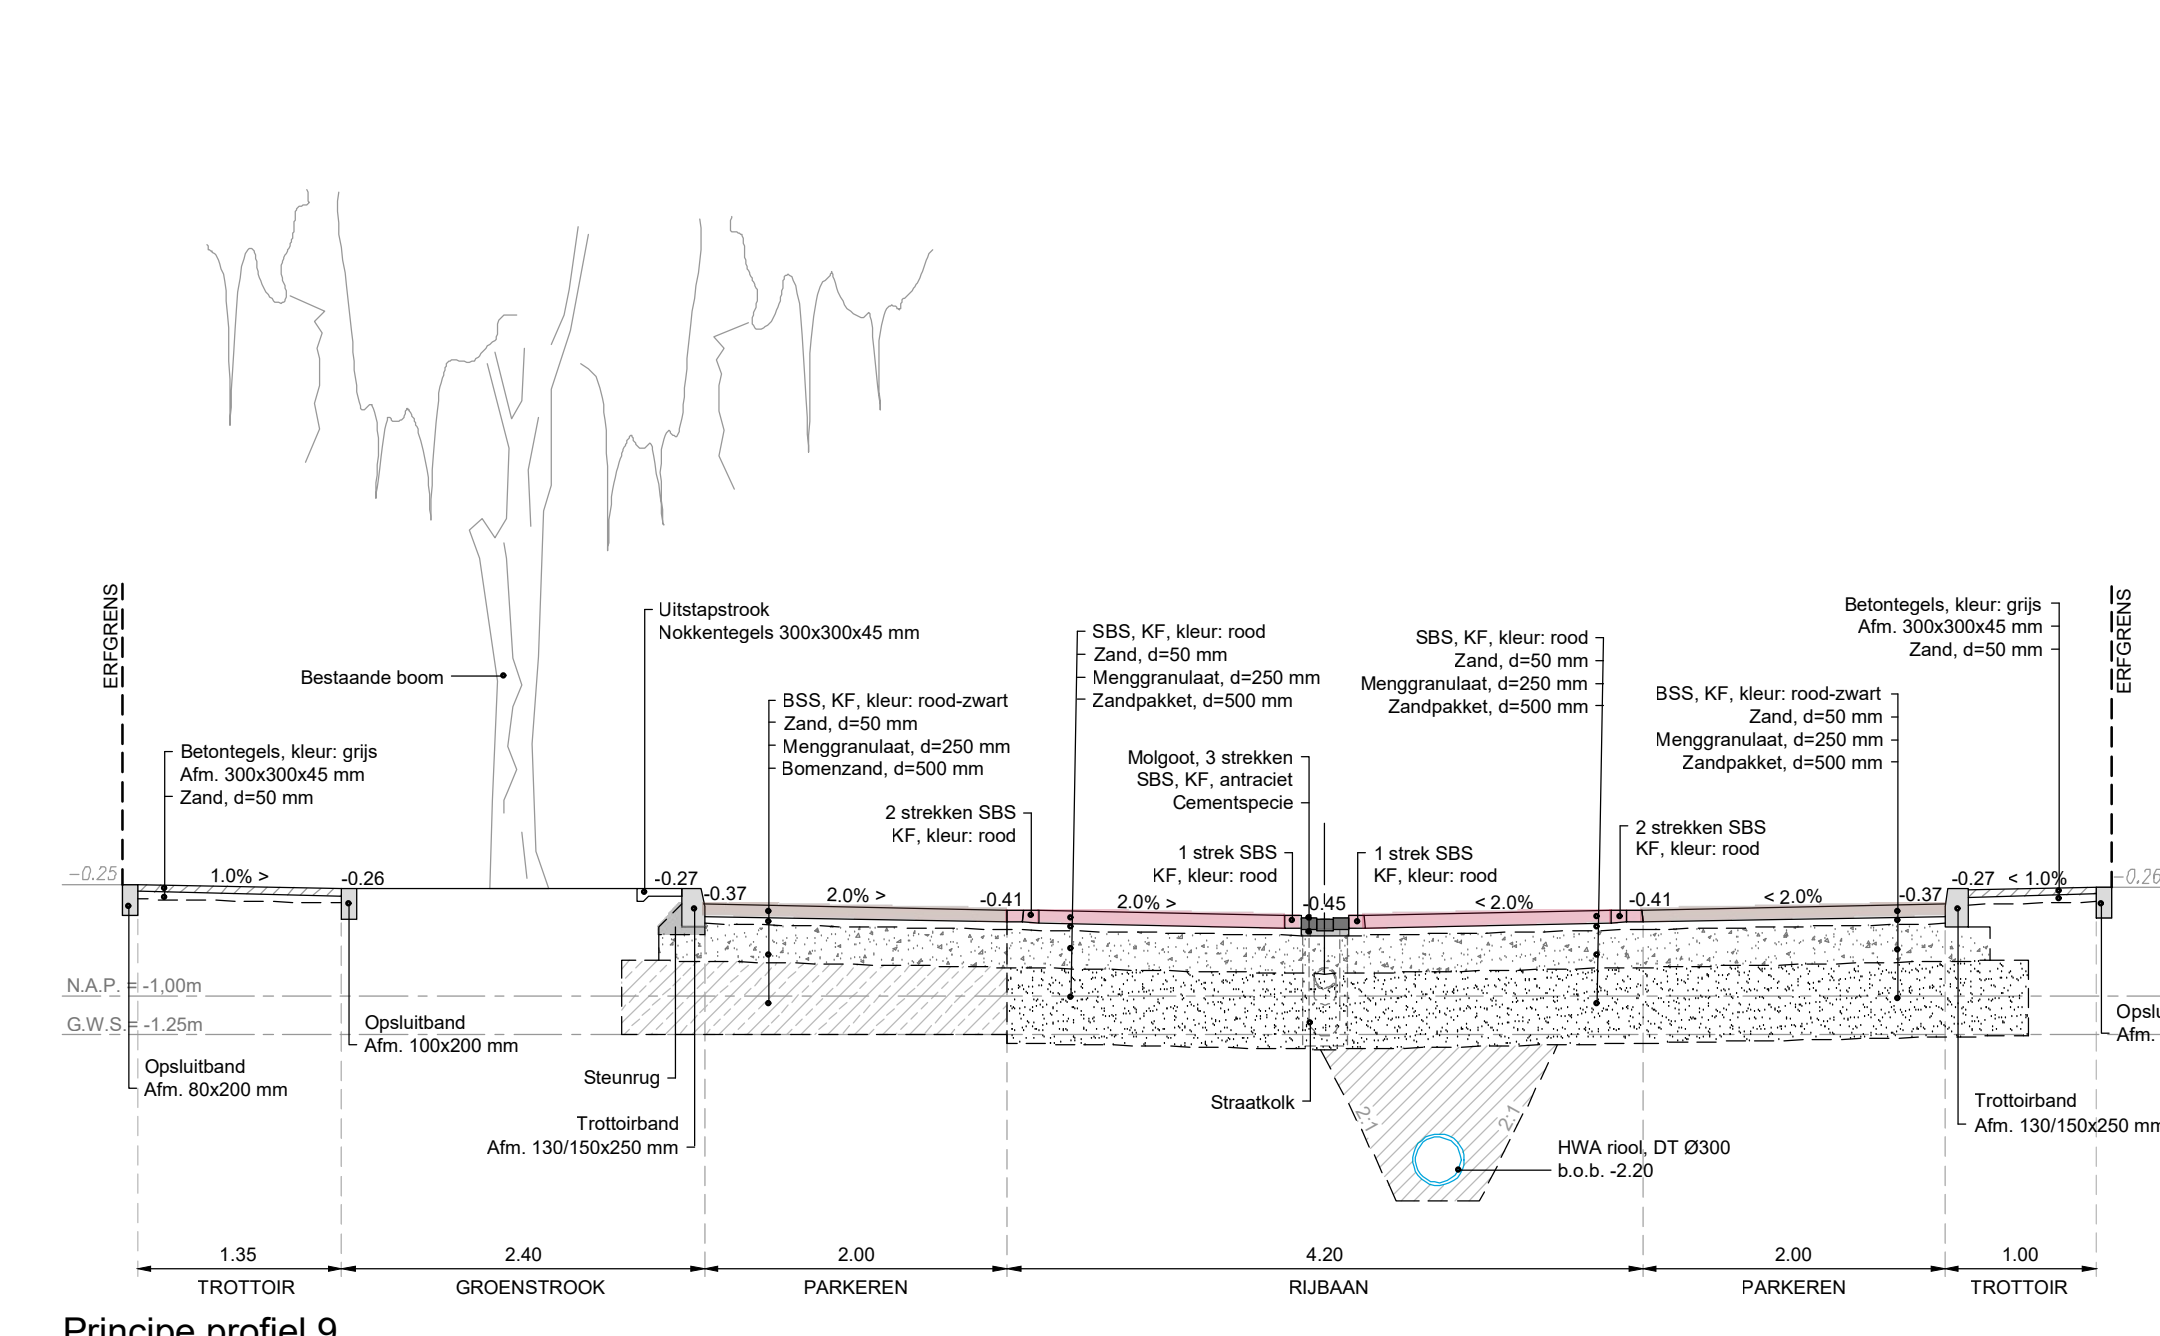 ERFGRENS
Bestaande boom
Uitstapstrook
Nokkentegels 300x300x45 mm
Betontegels, kleur: grijs
Afm. 300x300x45 mm
Zand, d=50 mm
BSS, KF, kleur: rood-zwart
Zand, d=50 mm
Menggranulaat, d=250 mm
Bomenzand, d=500 mm
2 strekken SBS
KF, kleur: rood
SBS, KF, kleur: rood
Zand, d=50 mm
Menggranulaat, d=250 mm
Zandpakket, d=500 mm
Molgoot, 3 strekken
SBS, KF, antraciet
Cementspecie
1 strek SBS
KF, kleur: rood
1 strek SBS
KF, kleur: rood
SBS, KF, kleur: rood
Zand, d=50 mm
Menggranulaat, d=250 mm
Zandpakket, d=500 mm
2 strekken SBS
KF, kleur: rood
BSS, KF, kleur: rood-zwart
Zand, d=50 mm
Menggranulaat, d=250 mm
Zandpakket, d=500 mm
Betontegels, kleur: grijs
Afm. 300x300x45 mm
Zand, d=50 mm
ERFGRENS
-0.25
1.0% >
-0.26
-0.27
-0.37
2.0% >
-0.41
2.0% >
-0.45
< 2.0%
-0.41
< 2.0%
-0.37
-0.27
< 1.0%
-0.26
N.A.P. = -1,00m
G.W.S.= -1.25m
Opsluitband
Afm. 80x200 mm
Opsluitband
Afm. 100x200 mm
Steunrug
Trottoirband
Afm. 130/150x250 mm
Straatkolk
2:1
2:1
HWA riool, DT Ø300
b.o.b. -2.20
Trottoirband
Afm. 130/150x250 mm
Opslu
Afm.
1.35
2.40
2.00
4.20
2.00
1.00
TROTTOIR
GROENSTROOK
PARKEREN
RIJBAAN
PARKEREN
TROTTOIR
Principe profiel 9